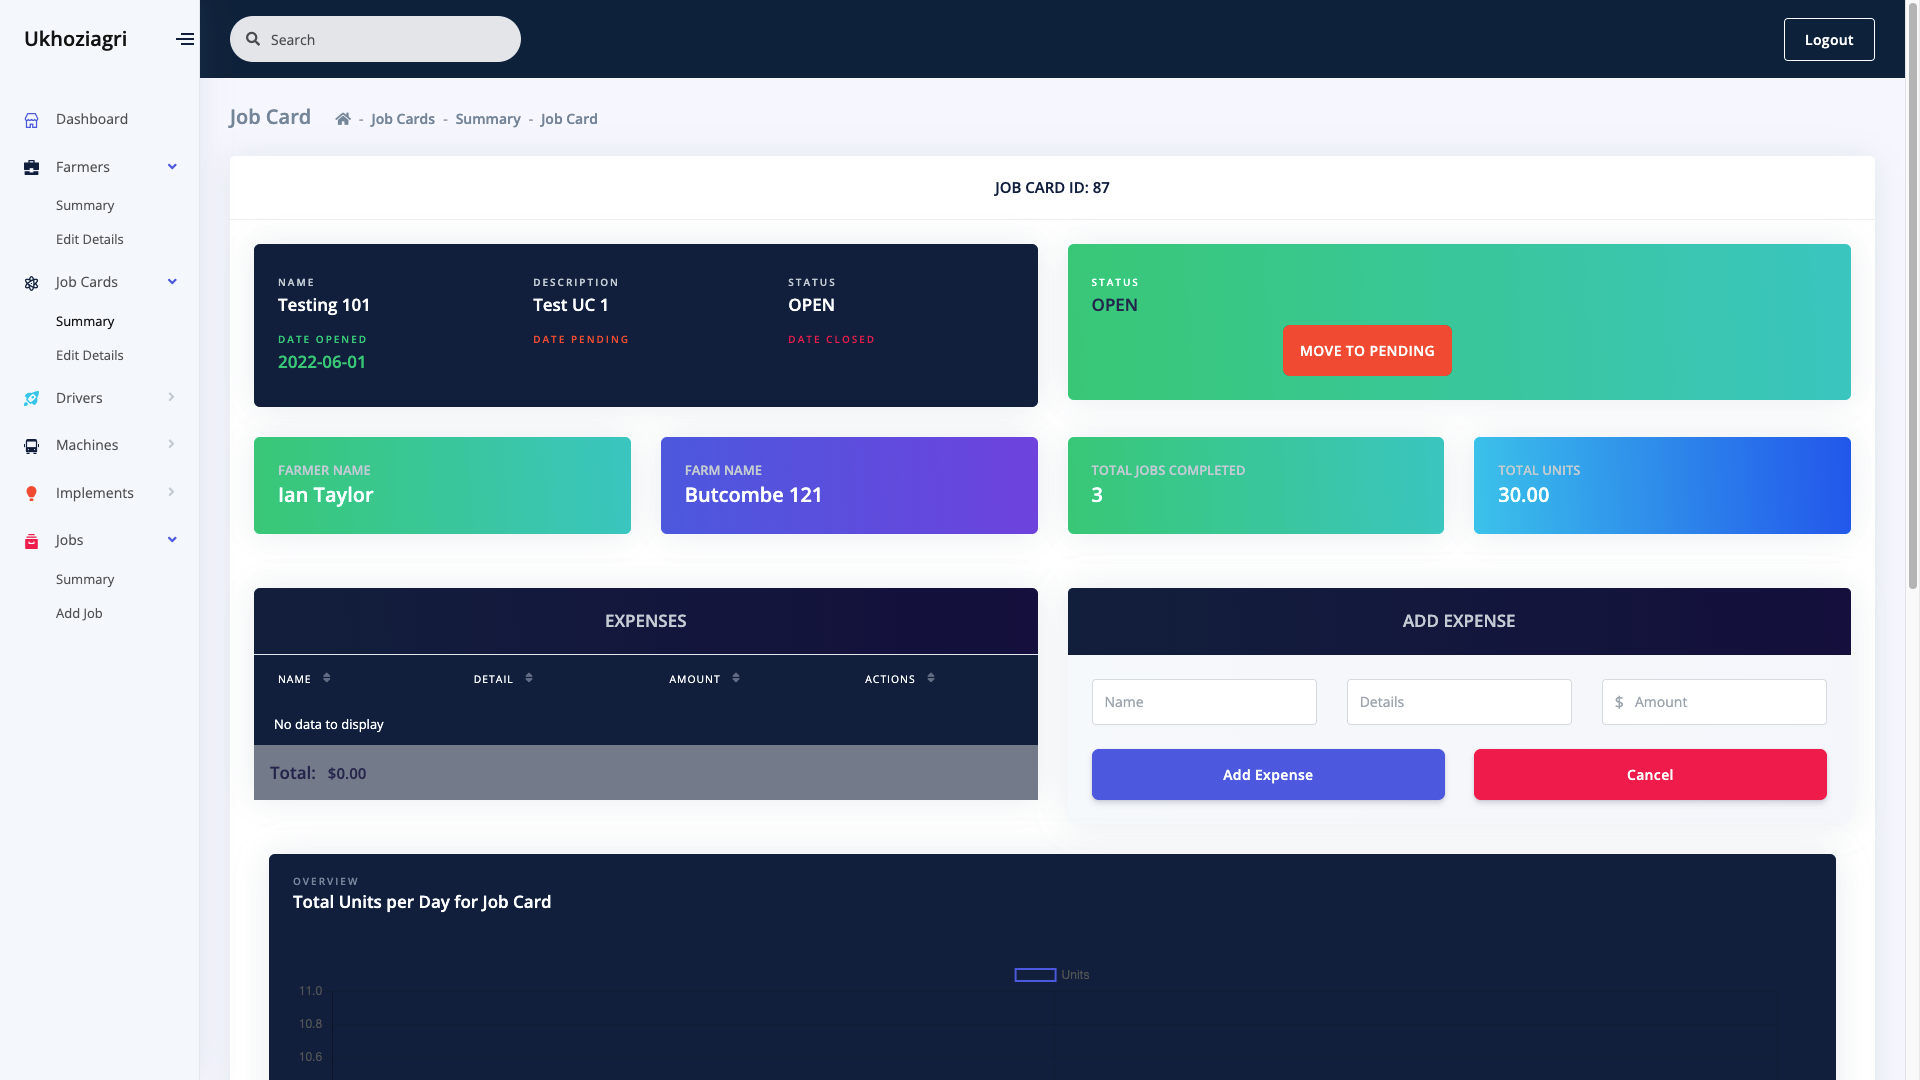 Ukhoziagri
Search
Logout
Dashboard
Farmers
Summary
Edit Details
Job Cards
Summary
Edit Details
Drivers
Machines
Implements
Jobs
Summary
Add Job
Job Card
- Job Cards - Summary - Job Card
JOB CARD ID: 87
NAME
Testing 101
DESCRIPTION
Test UC 1
STATUS
OPEN
DATE OPENED
2022-06-01
DATE PENDING
DATE CLOSED
STATUS
OPEN
MOVE TO PENDING
FARMER NAME
Ian Taylor
FARM NAME
Butcombe 121
TOTAL JOBS COMPLETED
3
TOTAL UNITS
30.00
EXPENSES
NAME DETAIL AMOUNT ACTIONS
No data to display
Total: $0.00
ADD EXPENSE
Name
Details
$ Amount
Add Expense
Cancel
OVERVIEW
Total Units per Day for Job Card
Units
11.0
10.8
10.6